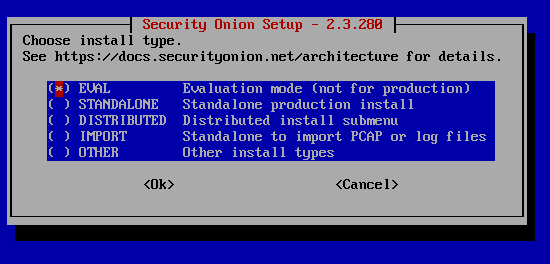 Security Onion Setup - 2.3.280
Choose install type.
See https://docs.securityonion.net/architecture for details.
(*) EVAL Evaluation mode (not for production)
( ) STANDALONE Standalone production install
( ) DISTRIBUTED Distributed install submenu
( ) IMPORT Standalone to import PCAP or log files
( ) OTHER Other install types
<Ok> <Cancel>